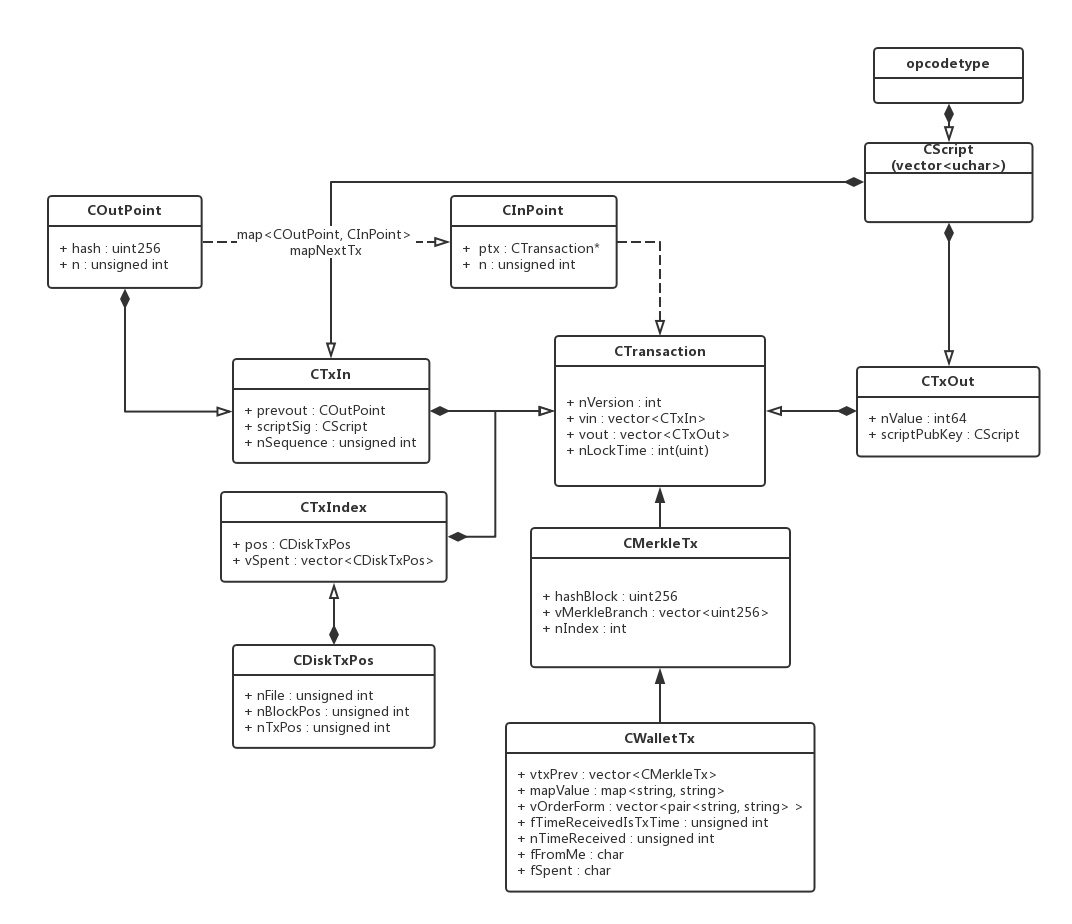 opcodetype
CScript
(vector<uchar>)
COutPoint
+ hash : uint256
+ n : unsigned int
map<COutPoint, CInPoint>
mapNextTx
CInPoint
+ ptx : CTransaction*
+ n : unsigned int
CTxIn
+ prevout : COutPoint
+ scriptSig : CScript
+ nSequence : unsigned int
CTransaction
+ nVersion : int
+ vin : vector<CTxIn>
+ vout : vector<CTxOut>
+ nLockTime : int(uint)
CTxOut
+ nValue : int64
+ scriptPubKey : CScript
CTxIndex
+ pos : CDiskTxPos
+ vSpent : vector<CDiskTxPos>
CMerkleTx
+ hashBlock : uint256
+ vMerkleBranch : vector<uint256>
+ nIndex : int
CDiskTxPos
+ nFile : unsigned int
+ nBlockPos : unsigned int
+ nTxPos : unsigned int
CWalletTx
+ vtxPrev : vector<CMerkleTx>
+ mapValue : map<string, string>
+ vOrderForm : vector<pair<string, string> >
+ fTimeReceivedIsTxTime : unsigned int
+ nTimeReceived : unsigned int
+ fFromMe : char
+ fSpent : char